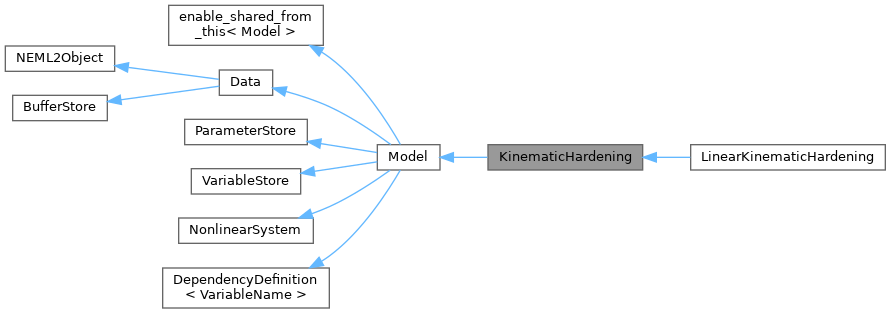 enable_shared_from
_this< Model >
NEML2Object
Data
BufferStore
ParameterStore
Model
KinematicHardening
LinearKinematicHardening
VariableStore
NonlinearSystem
DependencyDefinition
< VariableName >